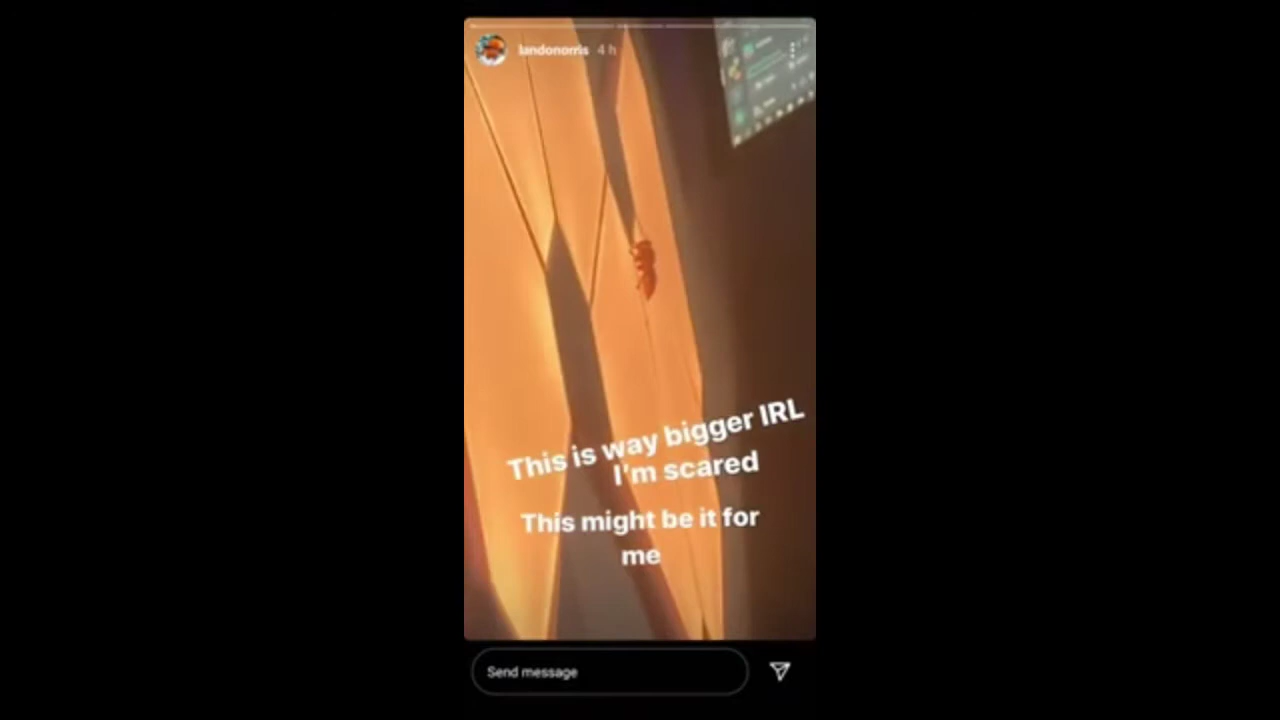 landonorris 4 h
This is way bigger IRL
I'm scared
This might be it for
me
Send message